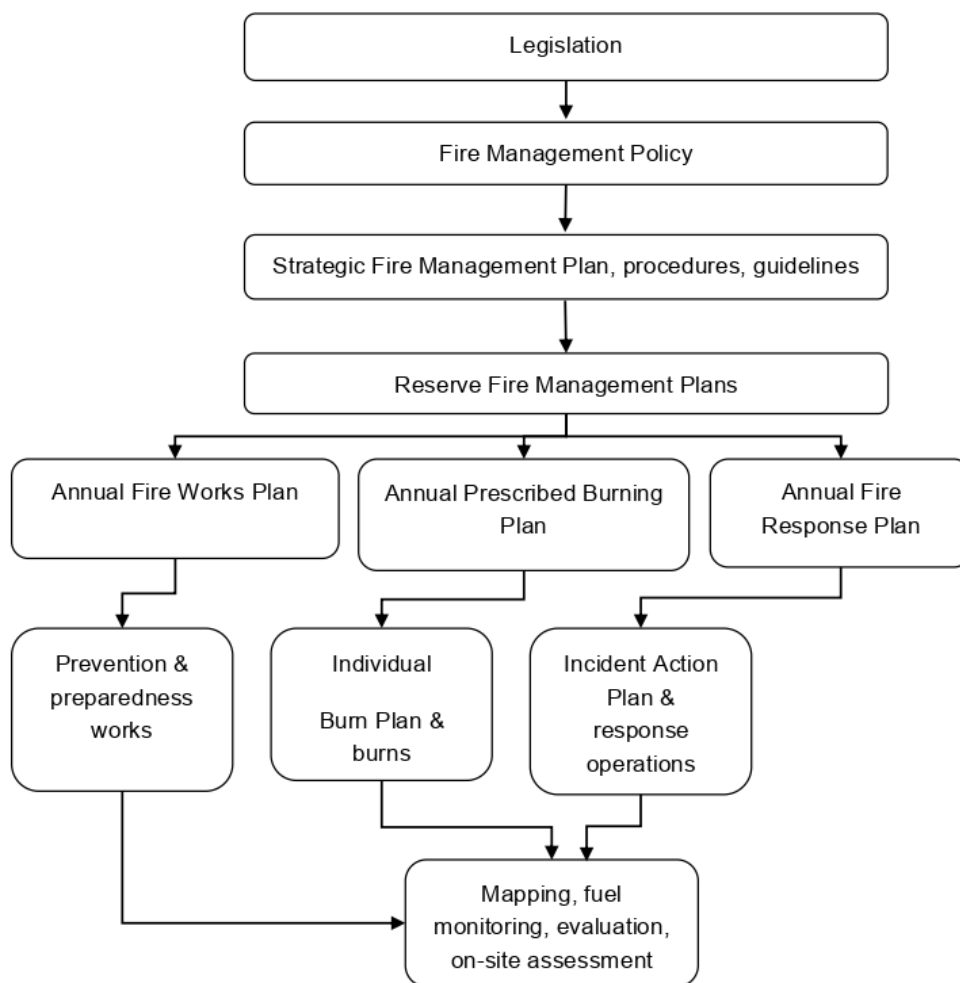 Legislation
Fire Management Policy
Strategic Fire Management Plan, procedures, guidelines
Reserve Fire Management Plans
Annual Fire Works Plan
Annual Prescribed Burning
Plan
Annual Fire
Response Plan
Prevention &
preparedness
works
Individual
Burn Plan &
burns
Incident Action
Plan &
response
operations
Mapping, fuel
monitoring, evaluation,
on-site assessment